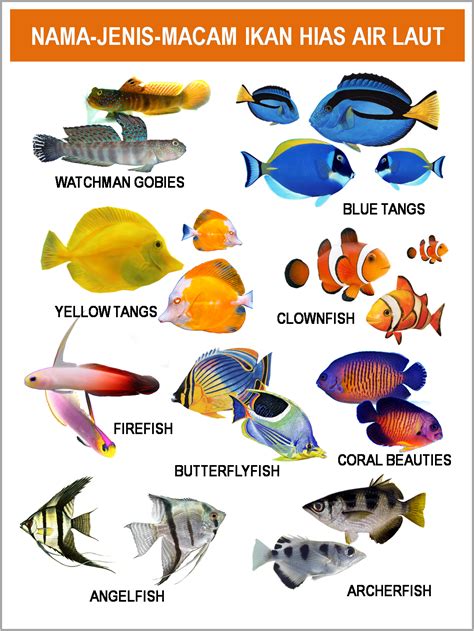 NAMA-JENIS-MACAM IKAN HIAS AIR LAUT
WATCHMAN GOBIES
BLUE TANGS
YELLOW TANGS
CLOWNFISH
FIREFISH
BUTTERFLYFISH
CORAL BEAUTIES
ANGELFISH
ARCHERFISH